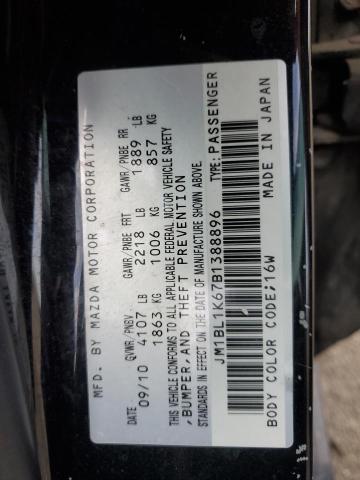 MFD. BY MAZDA MOTOR CORPORATION
DATE GVWR/PNBV GAWR/PNBE FRT GAWR/PNBE RR
09/10 4107 LB 2218 LB 1889 LB
1863 KG 1006 KG 857 KG
THIS VEHICLE CONFORMS TO ALL APPLICABLE FEDERAL MOTOR VEHICLE SAFETY
,BUMPER,AND THEFT PREVENTION
STANDARDS IN EFFECT ON THE DATE OF MANUFACTURE SHOWN ABOVE.
JM1BL1K67B1388896 TYPE:PASSENGER
BODY COLOR CODE;16W MADE IN JAPAN